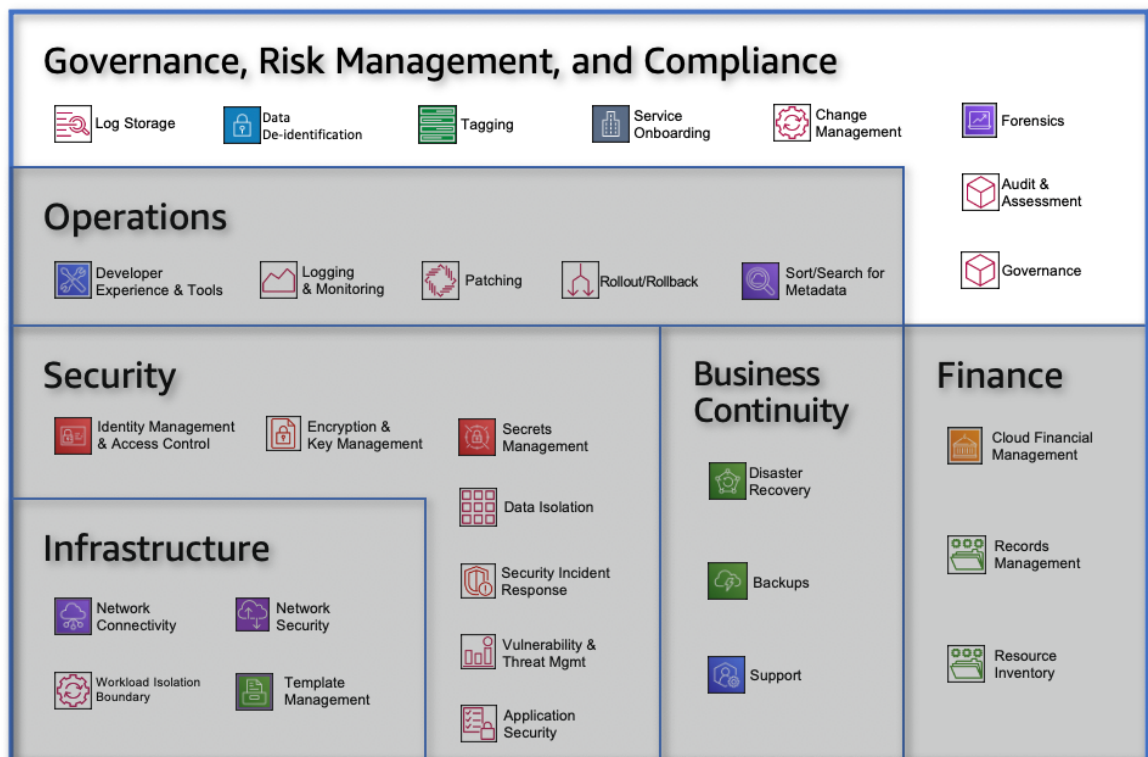 Governance, Risk Management, and Compliance
Log Storage
Data
De-identification
Tagging
Service
Onboarding
Change
Management
Forensics
Audit &
Assessment
Governance
Operations
Developer
Experience & Tools
Logging
& Monitoring
Patching
Rollout/Rollback
Sort/Search for
Metadata
Security
Identity Management
& Access Control
Encryption &
Key Management
Secrets
Management
Data Isolation
Security Incident
Response
Vulnerability &
Threat Mgmt
Application
Security
Infrastructure
Network
Connectivity
Network
Security
Workload Isolation
Boundary
Template
Management
Business
Continuity
Disaster
Recovery
Backups
Support
Finance
Cloud Financial
Management
Records
Management
Resource
Inventory